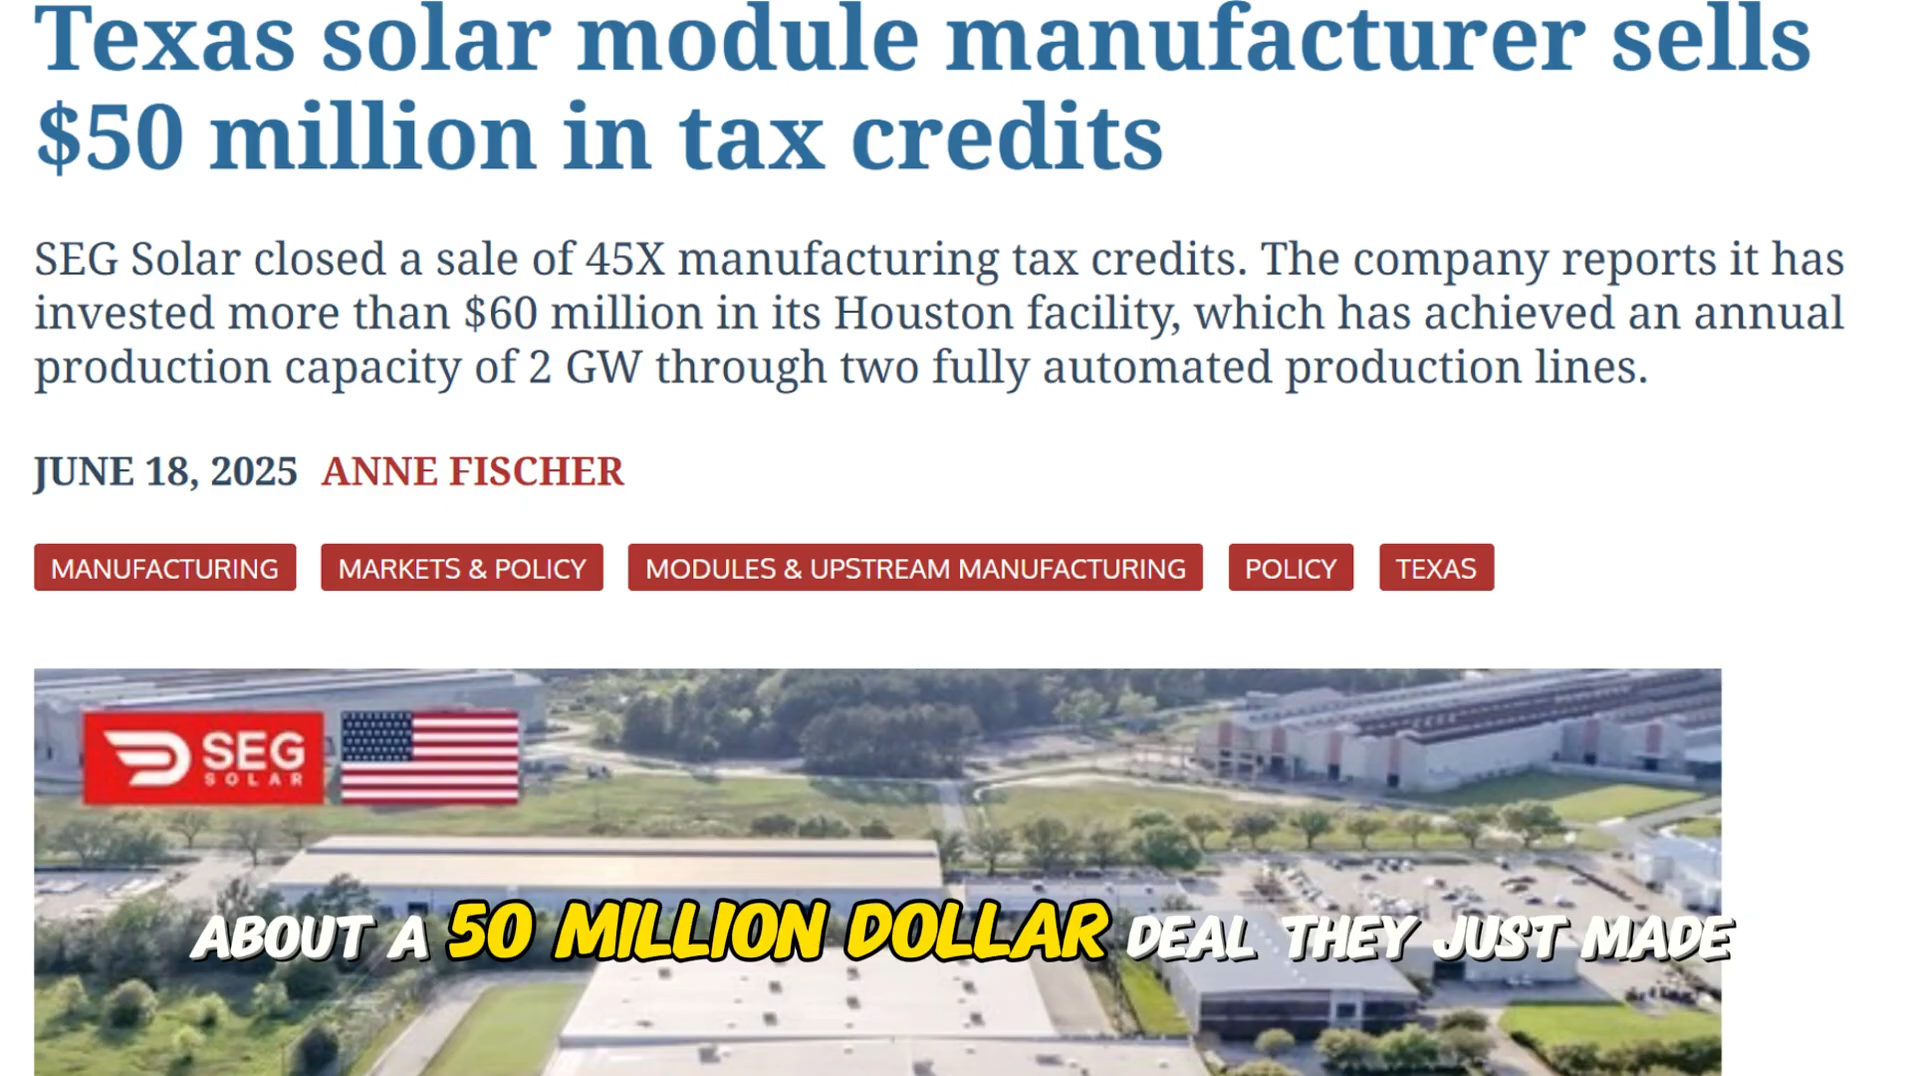 Texas solar module manufacturer sells
$50 million in tax credits
SEG Solar closed a sale of 45X manufacturing tax credits. The company reports it has
invested more than $60 million in its Houston facility, which has achieved an annual
production capacity of 2 GW through two fully automated production lines.
JUNE 18, 2025 ANNE FISCHER
MANUFACTURING MARKETS & POLICY MODULES & UPSTREAM MANUFACTURING POLICY TEXAS
SEG
SOLAR
ABOUT A 50 MILLION DOLLAR DEAL THEY JUST MADE